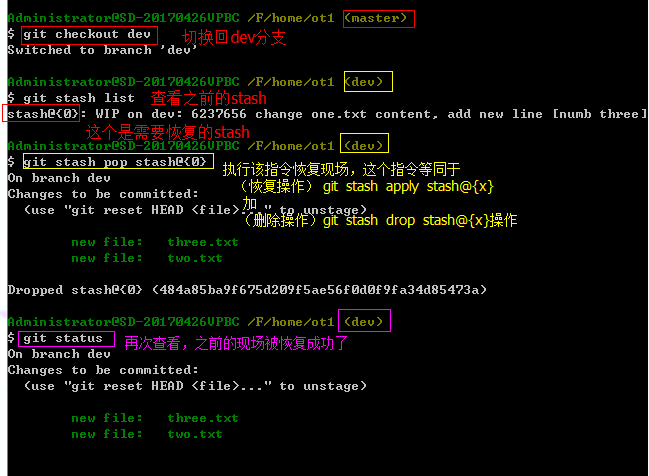 Administrator@SD-20170426VPBC /F/home/ot1 (master)
$ git checkout dev 切换回dev分支
Switched to branch 'dev'
Administrator@SD-20170426VPBC /F/home/ot1 (dev)
$ git stash list 查看之前的stash
stash@{0}: WIP on dev: 6237656 change one.txt content, add new line [numb three]
这个是需要恢复的stash
Administrator@SD-20170426VPBC /F/home/ot1 (dev)
$ git stash pop stash@{0} 执行该指令恢复现场，这个指令等同于
On branch dev
（恢复操作）git stash apply stash@{x}
Changes to be committed:
加
(use "git reset HEAD <file>..." to unstage)
（删除操作）git stash drop stash@{x}操作
new file: three.txt
new file: two.txt
Dropped stash@{0} (484a85ba9f675d209f5ae56f0d0f9fa34d85473a)
Administrator@SD-20170426VPBC /F/home/ot1 (dev)
$ git status 再次查看，之前的现场被恢复成功了
On branch dev
Changes to be committed:
(use "git reset HEAD <file>..." to unstage)
new file: three.txt
new file: two.txt